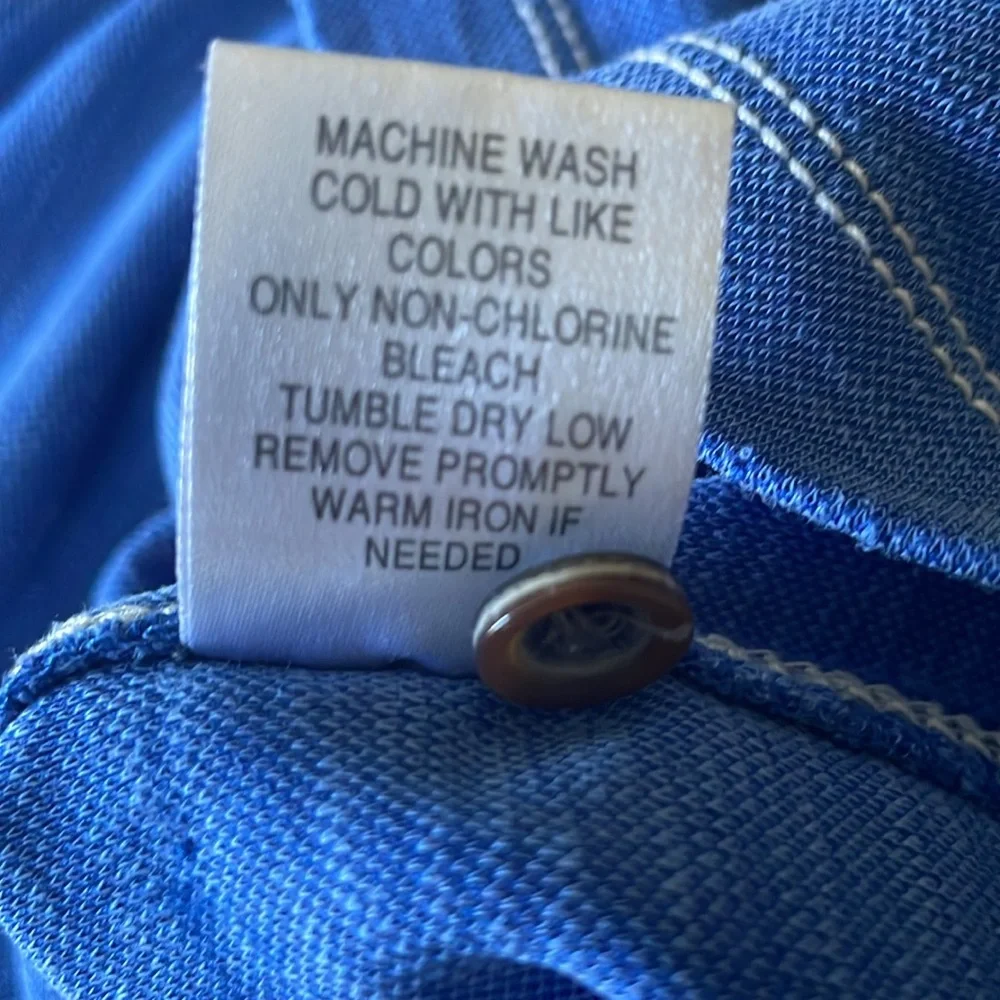 MACHINE WASH
COLD WITH LIKE
COLORS
ONLY NON-CHLORINE
BLEACH
TUMBLE DRY LOW
REMOVE PROMPTLY
WARM IRON IF
NEEDED